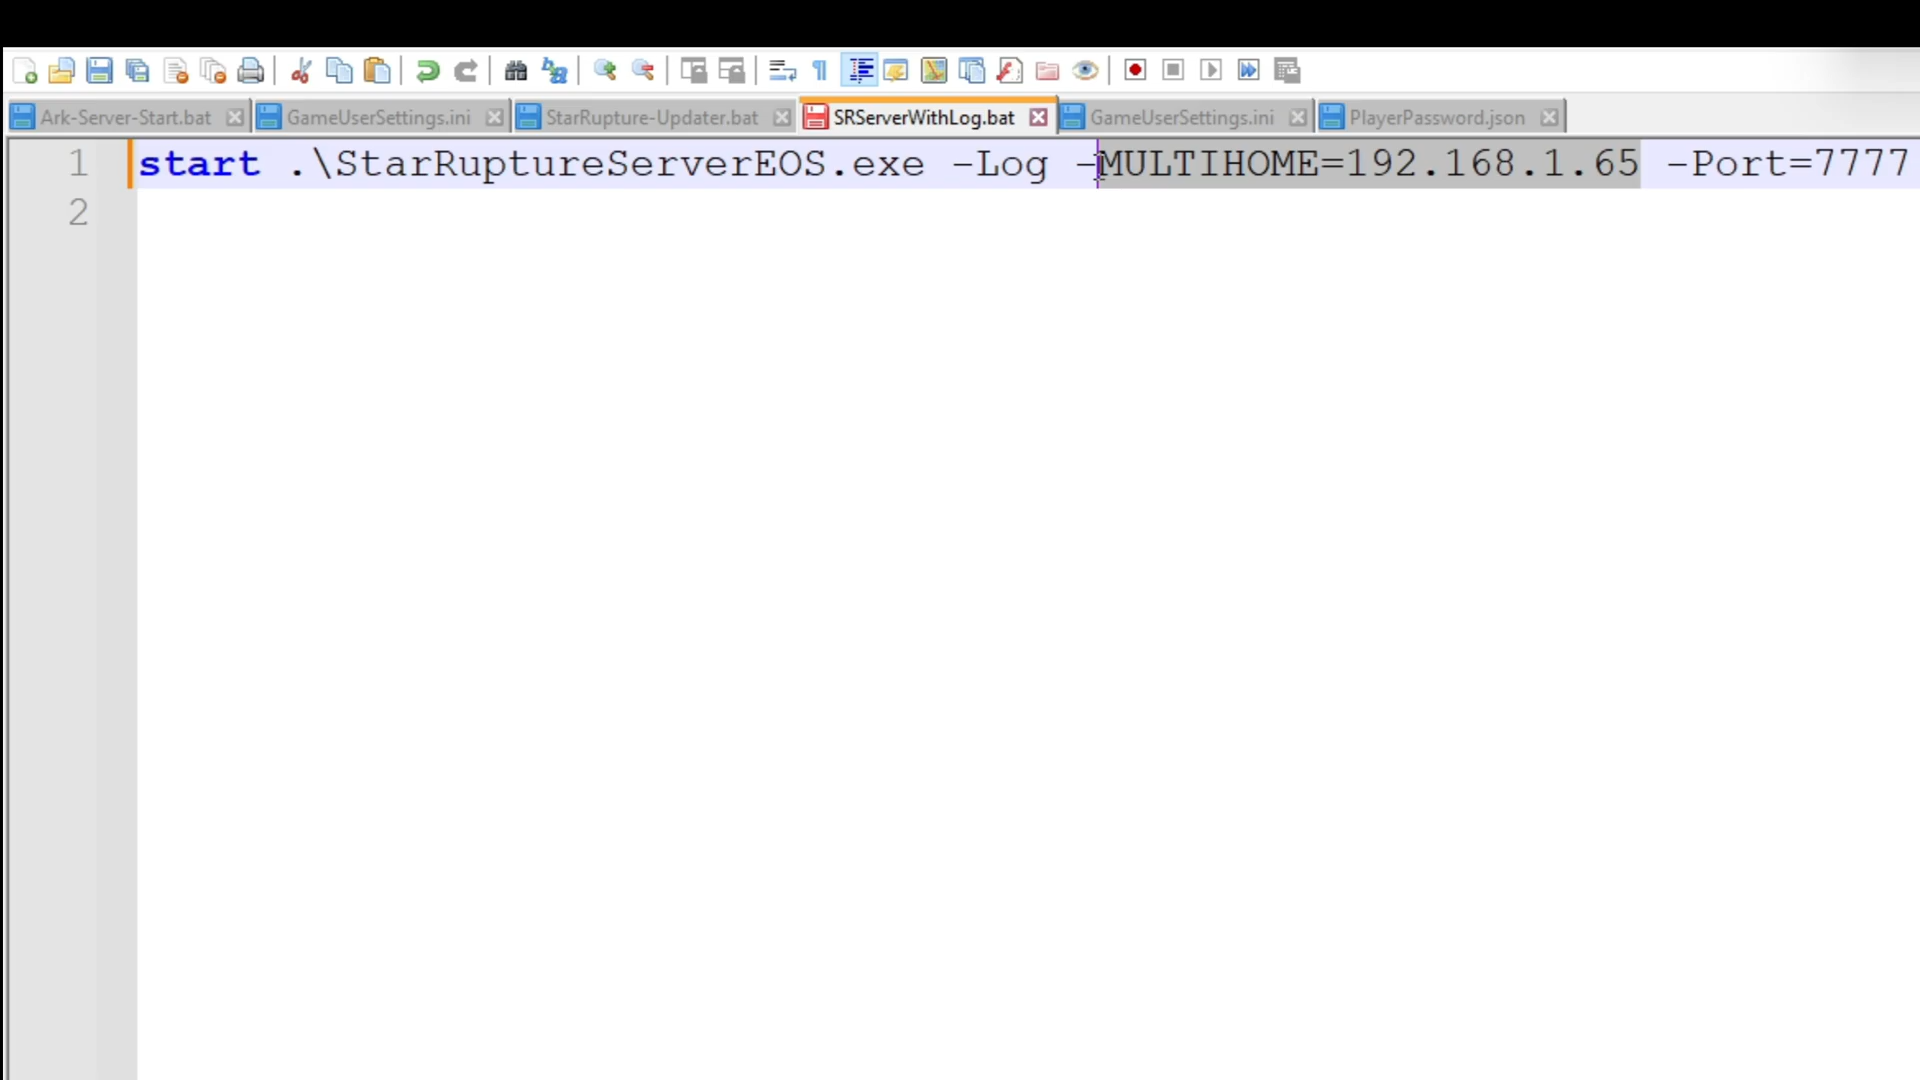 Ark-Server-Start.bat GameUserSettings.ini StarRupture-Updater.bat SRServerWithLog.bat GameUserSettings.ini PlayerPassword.json
1 start .\StarRuptureServerEOS.exe -Log -MULTIHOME=192.168.1.65 -Port=7777
2